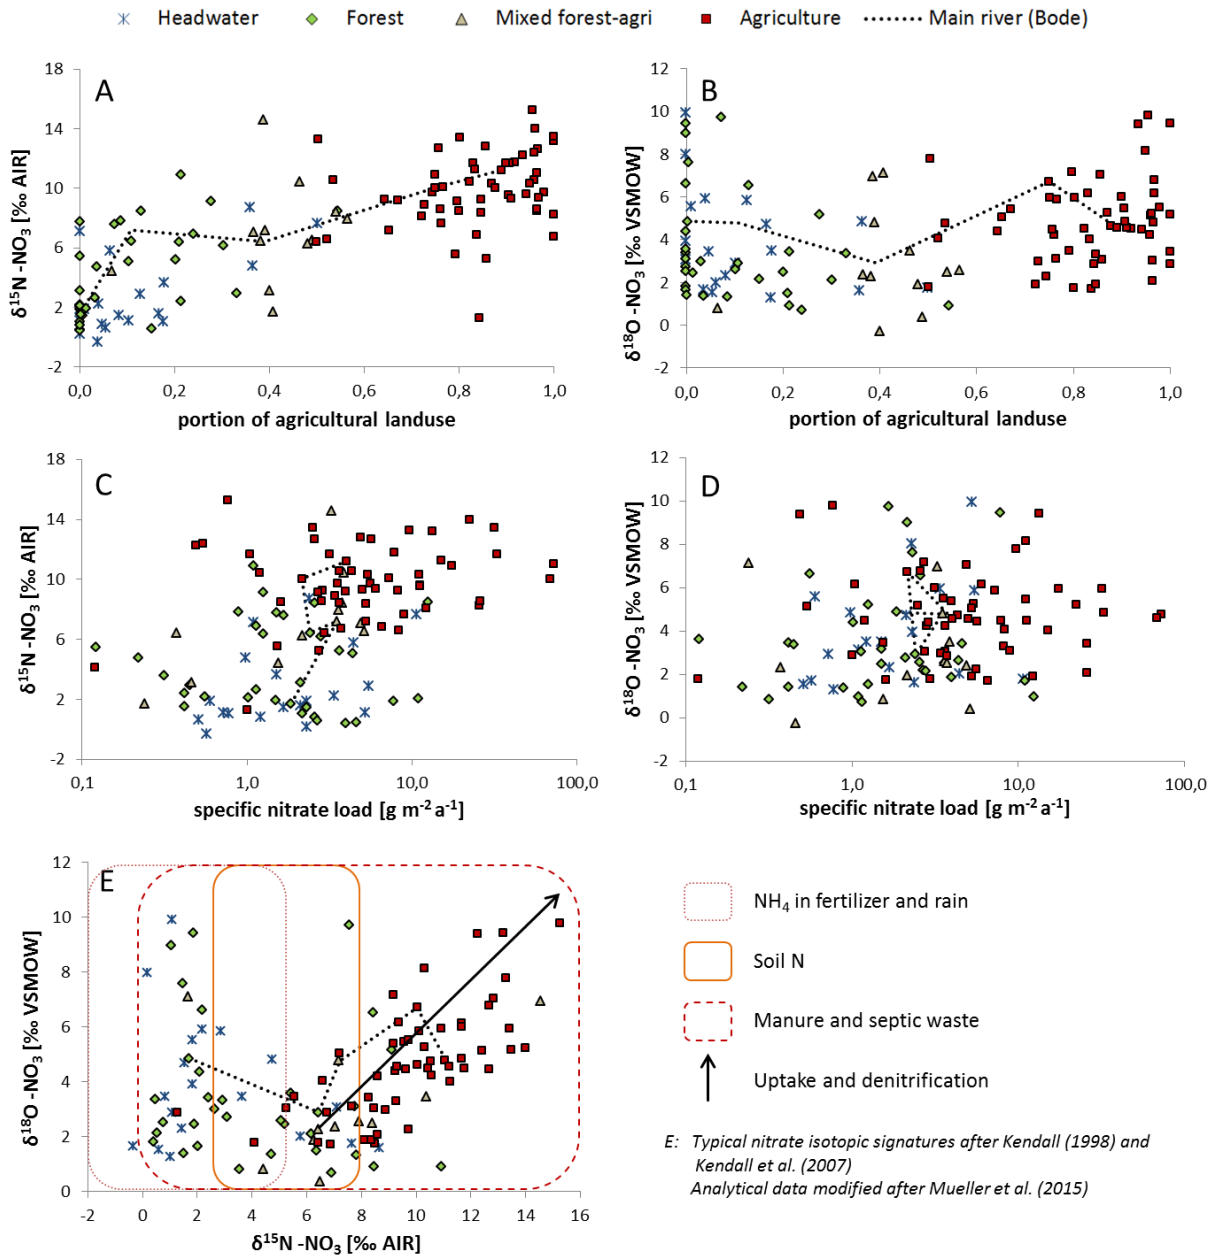 Headwater Forest Mixed forest-agri Agriculture Main river (Bode)
A
δ¹⁵N -NO₃ [‰ AIR]
18
14
10
6
2
-2
0,0 0,2 0,4 0,6 0,8 1,0
portion of agricultural landuse
B
δ¹⁸O -NO₃ [‰ VSMOW]
12
10
8
6
4
2
0
-2
0,0 0,2 0,4 0,6 0,8 1,0
portion of agricultural landuse
C
δ¹⁵N -NO₃ [‰ AIR]
18
14
10
6
2
-2
0,1 1,0 10,0 100,0
specific nitrate load [g m⁻² a⁻¹]
D
δ¹⁸O -NO₃ [‰ VSMOW]
12
10
8
6
4
2
0
-2
0,1 1,0 10,0 100,0
specific nitrate load [g m⁻² a⁻¹]
E
δ¹⁸O -NO₃ [‰ VSMOW]
12
10
8
6
4
2
0
-2 0 2 4 6 8 10 12 14 16
δ¹⁵N -NO₃ [‰ AIR]
NH₄ in fertilizer and rain
Soil N
Manure and septic waste
Uptake and denitrification
E: Typical nitrate isotopic signatures after Kendall (1998) and
Kendall et al. (2007)
Analytical data modified after Mueller et al. (2015)